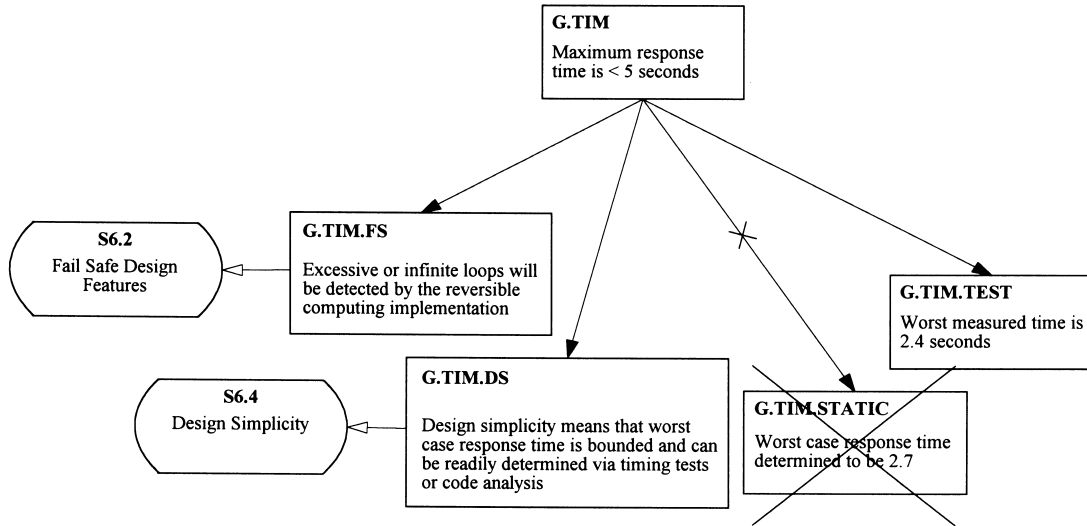 G.TIM
Maximum response
time is < 5 seconds
S6.2
Fail Safe Design
Features
G.TIM.FS
Excessive or infinite loops will
be detected by the reversible
computing implementation
G.TIM.TEST
Worst measured time is
2.4 seconds
S6.4
Design Simplicity
G.TIM.DS
Design simplicity means that worst
case response time is bounded and can
be readily determined via timing tests
or code analysis
G.TIM.STATIC
Worst case response time
determined to be 2.7